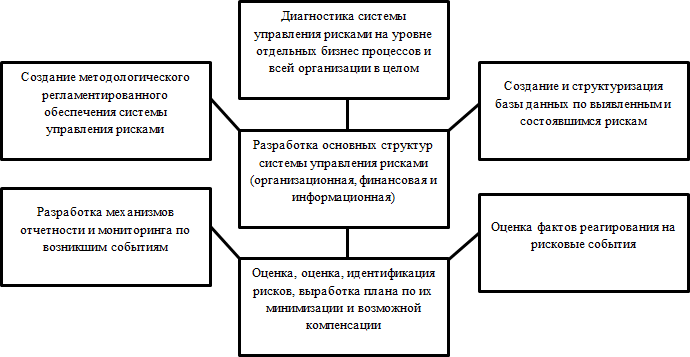 Диагностика системы
управления рисками на уровне
отдельных бизнес процессов и
всей организации в целом
Создание методологического
регламентированного
обеспечения системы
управления рисками
Создание и структуризация
базы данных по выявленным и
состоявшимся рискам
Разработка основных структур
системы управления рисками
(организационная, финансовая и
информационная)
Разработка механизмов
отчетности и мониторинга по
возникшим событиям
Оценка фактов реагирования на
рисковые события
Оценка, оценка, идентификация
рисков, выработка плана по их
минимизации и возможной
компенсации